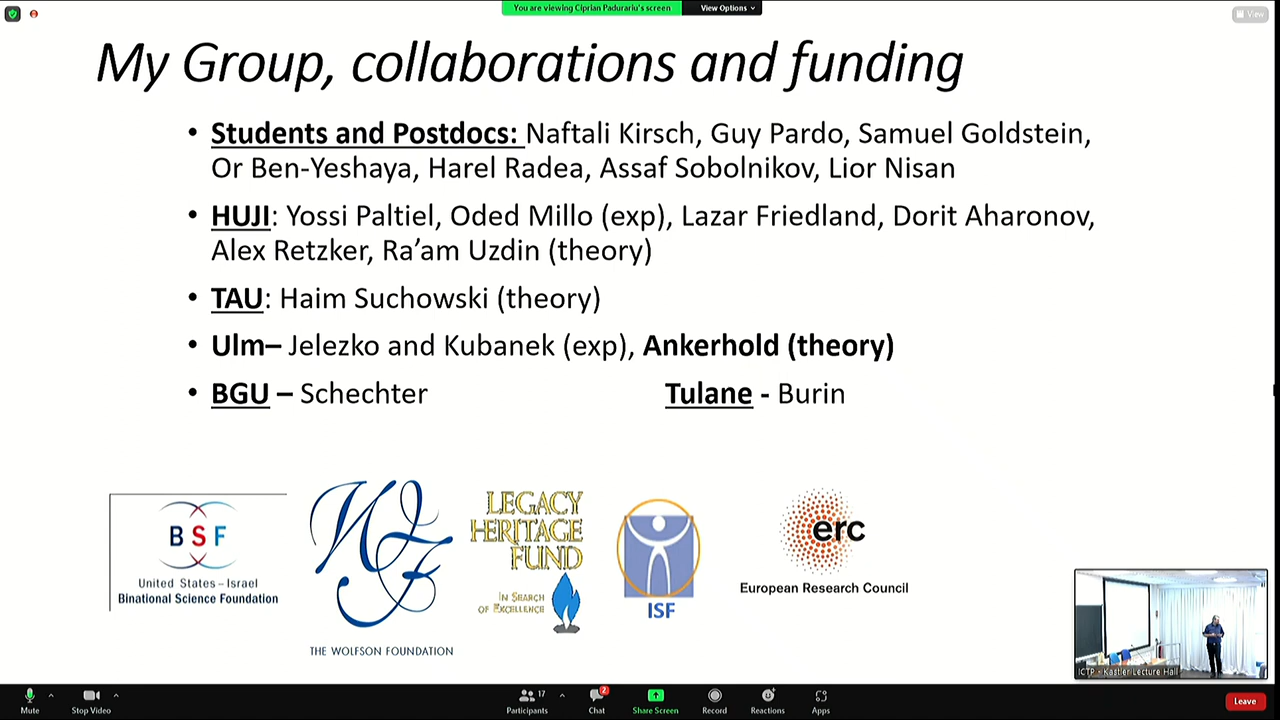 You are viewing Ciprian Padurariu's screen
View Options
View
My Group, collaborations and funding
• Students and Postdocs: Naftali Kirsch, Guy Pardo, Samuel Goldstein,
Or Ben-Yeshaya, Harel Radea, Assaf Sobolnikov, Lior Nisan
• HUJI: Yossi Paltiel, Oded Millo (exp), Lazar Friedland, Dorit Aharonov,
Alex Retzker, Ra’am Uzdin (theory)
• TAU: Haim Suchowski (theory)
• Ulm– Jelezko and Kubanek (exp), Ankerhold (theory)
• BGU – Schechter Tulane - Burin
BSF
United States – Israel
Binational Science Foundation
WF
THE WOLFSON FOUNDATION
LEGACY
HERITAGE
FUND
IN SEARCH
OF EXCELLENCE
ISF
erc
European Research Council
ICTP - Kastler Lecture Hall
Mute
Stop Video
17
Participants
2
Chat
Share Screen
Record
Reactions
Apps
Leave